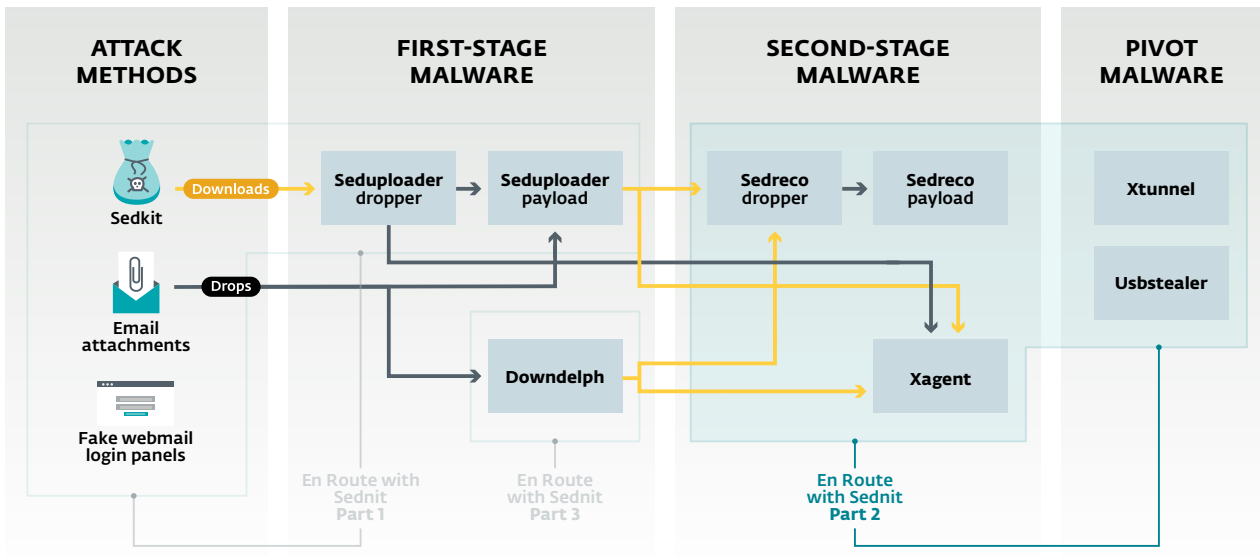 ATTACK
METHODS
FIRST-STAGE
MALWARE
SECOND-STAGE
MALWARE
PIVOT
MALWARE
Sedkit
Downloads
Seduploader
dropper
Seduploader
payload
Sedreco
dropper
Sedreco
payload
Xtunnel
Usbstealer
Email
attachments
Drops
Downdelph
Xagent
Fake webmail
login panels
En Route with
Sednit
Part 1
En Route
with Sednit
Part 3
En Route
with Sednit
Part 2